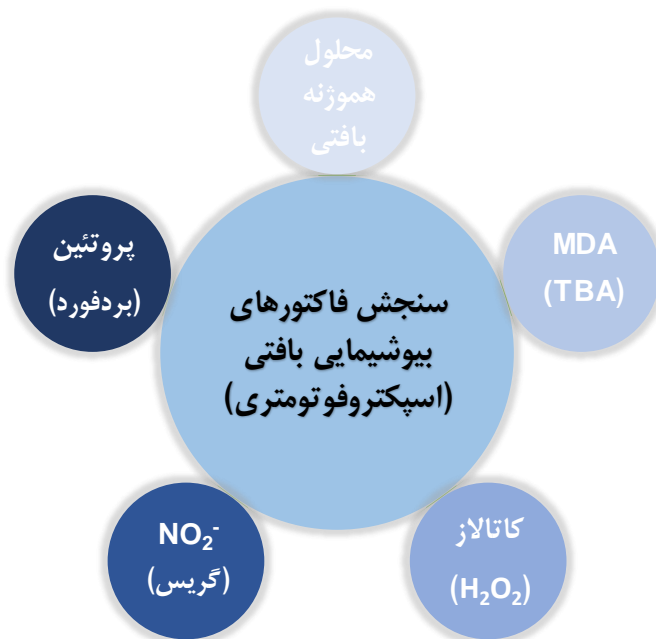 محلول
هموژنه
بافتی
MDA
(TBA)
کاتالاز
(H₂O₂)
NO₂⁻
(گریس)
پروتئین
(بردفورد)
سنجش فاکتورهای
بیوشیمایی بافتی
(اسپکتروفوتومتری)